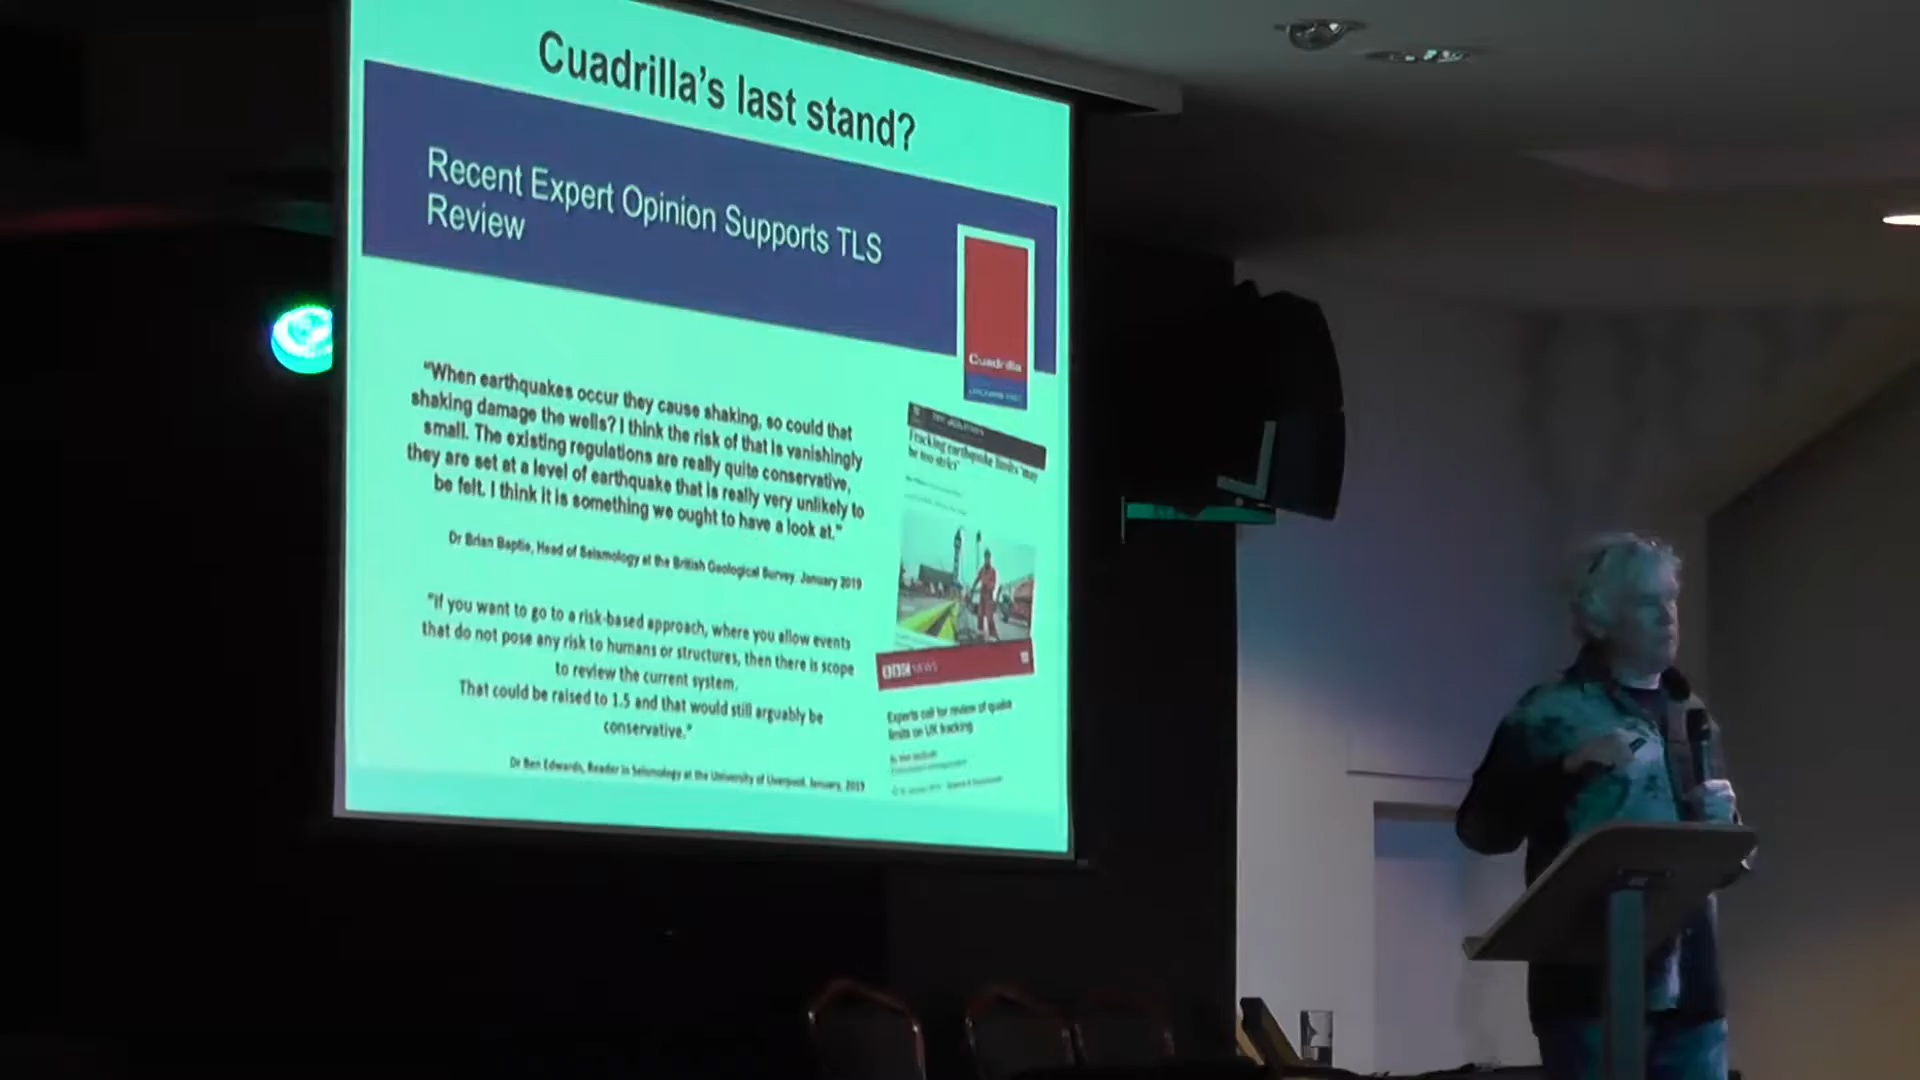 Cuadrilla's last stand?
Recent Expert Opinion Supports TLS
Review
Cuadrilla
"When earthquakes occur they cause shaking, so could that
shaking damage the wells? I think the risk of that is vanishingly
small. The existing regulations are really quite conservative,
they are set at a level of earthquake that is really very unlikely to
be felt. I think it is something we ought to have a look at."
Dr Brian Baptie, Head of Seismology at the British Geological Survey. January 2019
"If you want to go to a risk-based approach, where you allow events
that do not pose any risk to humans or structures, then there is scope
to review the current system.
That could be raised to 1.5 and that would still arguably be
conservative."
Dr Ben Edwards, Reader in Seismology at the University of Liverpool. January, 2019
Fracking earthquake limits 'may
be too strict'
BBC NEWS
Experts call for review of quake
limits on UK fracking